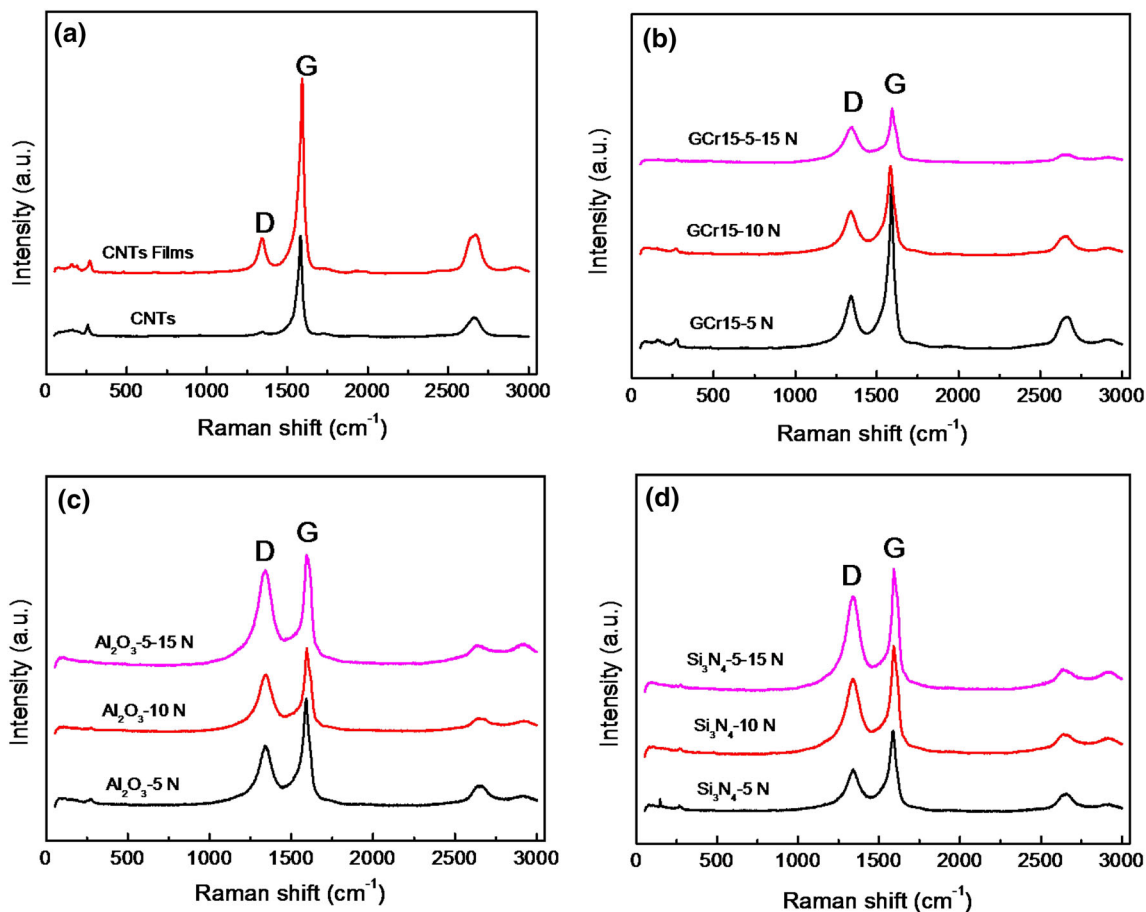 (a)
G
D
CNTs Films
CNTs
Intensity (a.u.)
0 500 1000 1500 2000 2500 3000
Raman shift (cm⁻¹)
(b)
G
D
GCr15-5-15 N
GCr15-10 N
GCr15-5 N
Intensity (a.u.)
0 500 1000 1500 2000 2500 3000
Raman shift (cm⁻¹)
(c)
G
D
Al₂O₃-5-15 N
Al₂O₃-10 N
Al₂O₃-5 N
Intensity (a.u.)
0 500 1000 1500 2000 2500 3000
Raman shift (cm⁻¹)
(d)
G
D
Si₃N₄-5-15 N
Si₃N₄-10 N
Si₃N₄-5 N
Intensity (a.u.)
0 500 1000 1500 2000 2500 3000
Raman shift (cm⁻¹)